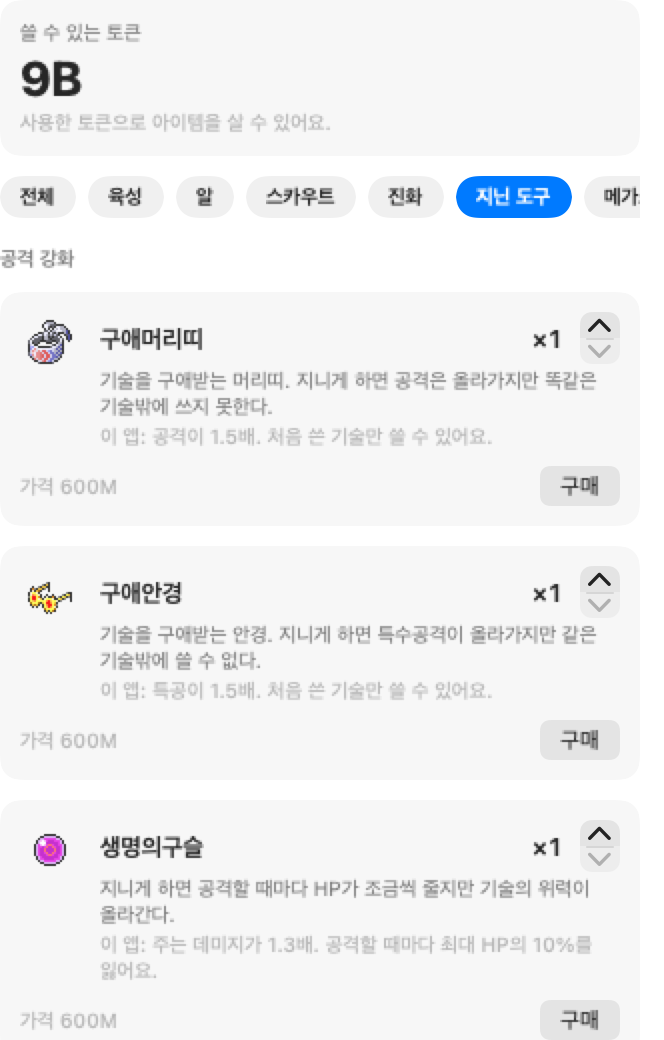 쓸 수 있는 토큰
9B
사용한 토큰으로 아이템을 살 수 있어요.
전체 육성 알 스카우트 진화 지닌 도구 메가
공격 강화
구애머리띠 ×1
기술을 구애받는 머리띠. 지니게 하면 공격은 올라가지만 똑같은
기술밖에 쓰지 못한다.
이 앱: 공격이 1.5배. 처음 쓴 기술만 쓸 수 있어요.
가격 600M 구매
구애안경 ×1
기술을 구애받는 안경. 지니게 하면 특수공격이 올라가지만 같은
기술밖에 쓸 수 없다.
이 앱: 특공이 1.5배. 처음 쓴 기술만 쓸 수 있어요.
가격 600M 구매
생명의구슬 ×1
지니게 하면 공격할 때마다 HP가 조금씩 줄지만 기술의 위력이
올라간다.
이 앱: 주는 데미지가 1.3배. 공격할 때마다 최대 HP의 10%를
잃어요.
가격 600M 구매